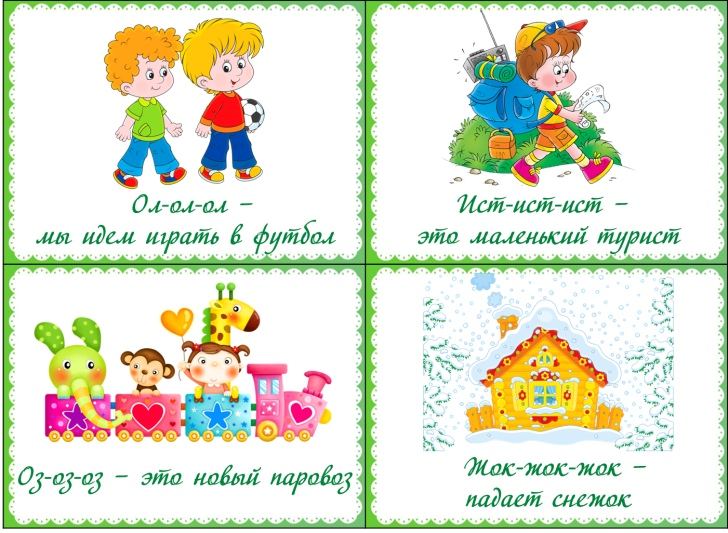 Ол-ол-ол –
мы идем играть в футбол
Ист-ист-ист –
это маленький турист
Оз-оз-оз – это новый паровоз
Жок-жок-жок –
падает снежок